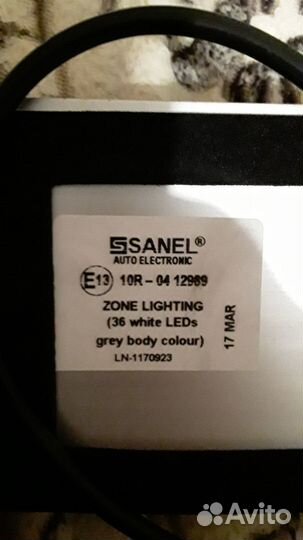 SANEL®
AUTO ELECTRONIC
E13 10R - 04 12989
ZONE LIGHTING
(36 white LEDs
grey body colour)
LN-1170923
17 MAR
Avito